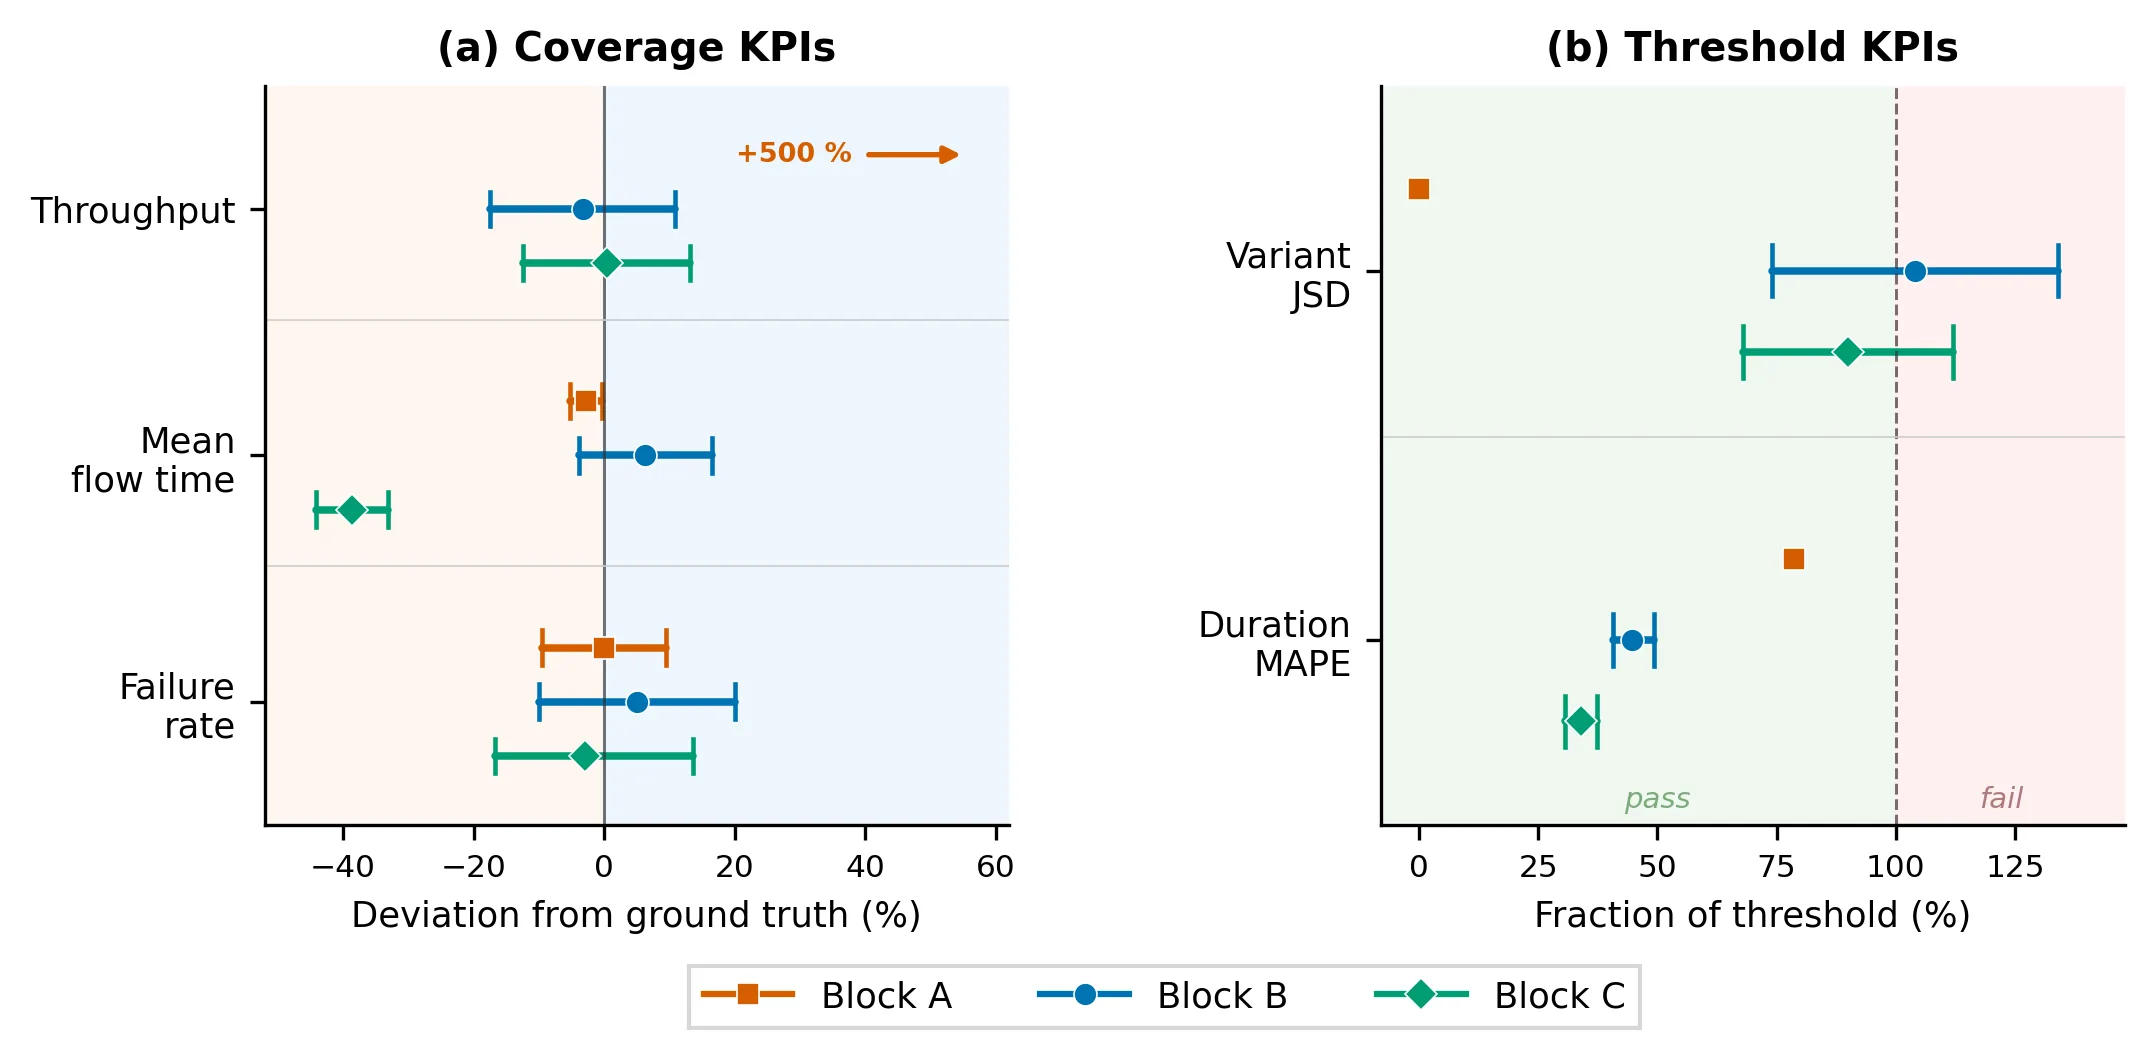 (a) Coverage KPIs
+500 %
Throughput
Mean
flow time
Failure
rate
−40 −20 0 20 40 60
Deviation from ground truth (%)
(b) Threshold KPIs
Variant
JSD
Duration
MAPE
pass fail
0 25 50 75 100 125
Fraction of threshold (%)
Block A Block B Block C